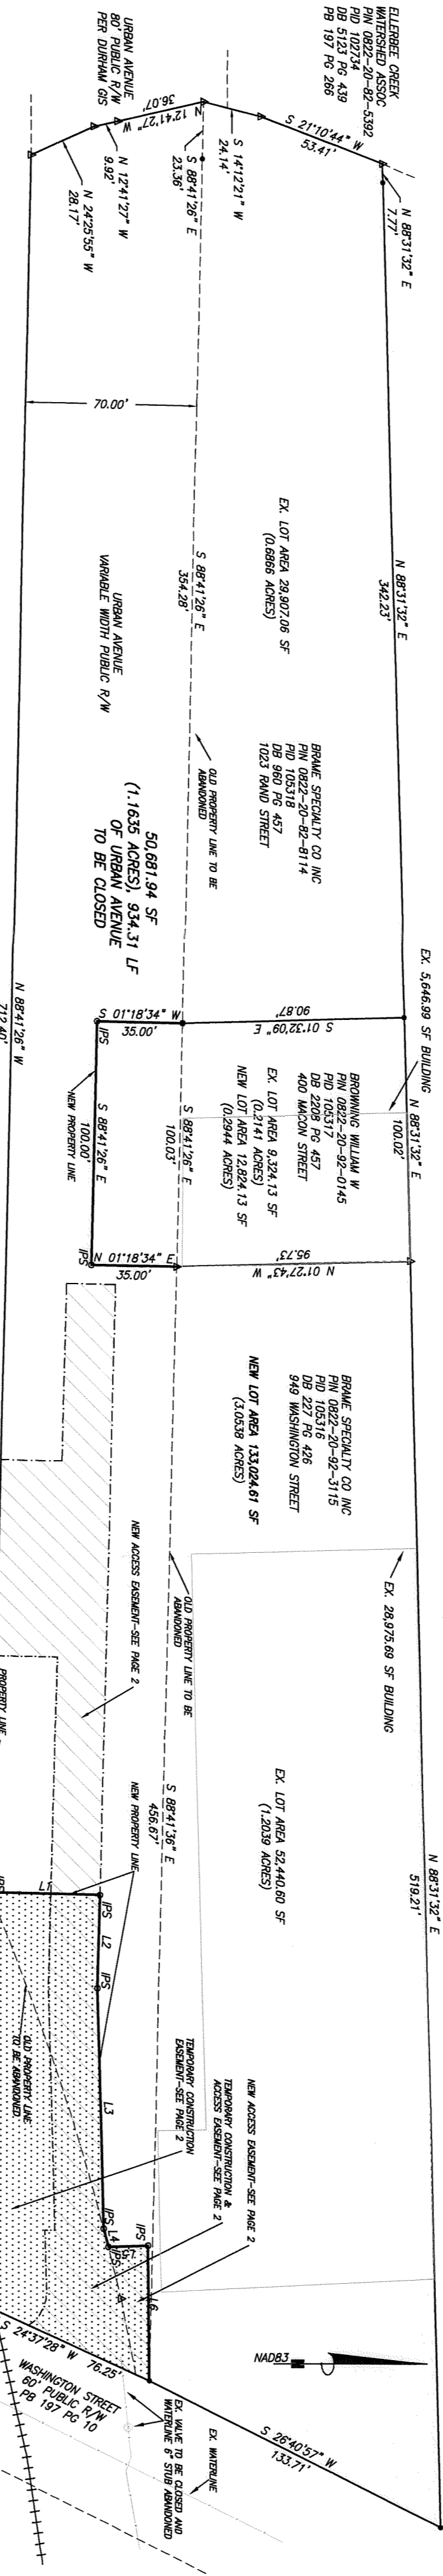 ELLERBEE CREEK
WATERSHED ASSOC
PIN 0822-20-82-5392
PID 102734
DB 5123 PG 439
PB 197 PG 266
URBAN AVENUE
80' PUBLIC R/W
PER DURHAM GIS
N 12°41'27" W
36.07'
N 12°41'27" W
9.92'
N 24°25'55" W
28.17'
S 88°41'26" E
23.36'
S 14°12'21" W
24.14'
S 21°10'44" W
53.41'
N 88°31'32" E
7.77'
70.00'
N 88°31'32" E
342.23'
EX. LOT AREA 29,907.06 SF
(0.6866 ACRES)
S 88°41'26" E
354.28'
URBAN AVENUE
VARIABLE WIDTH PUBLIC R/W
BRAME SPECIALTY CO INC
PIN 0822-20-82-8114
PID 105318
DB 960 PG 457
1023 RAND STREET
OLD PROPERTY LINE TO BE
ABANDONED
50,681.94 SF
(1.1635 ACRES), 934.31 LF
OF URBAN AVENUE
TO BE CLOSED
N 88°41'26" W
712.40'
EX. 5,646.99 SF BUILDING
S 01°32'09" E
90.87'
S 01°18'34" W
35.00'
IPS
N 88°31'32" E
100.02'
BROWNING WILLIAM W
PIN 0822-20-92-0145
PID 105317
DB 2208 PG 457
400 MACON STREET
EX. LOT AREA 9,324.13 SF
(0.2141 ACRES)
NEW LOT AREA 12,824.13 SF
(0.2944 ACRES)
S 88°41'26" E
100.03'
S 88°41'26" E
100.00'
NEW PROPERTY LINE
N 01°27'43" W
95.73'
N 01°18'34" E
35.00'
IPS
BRAME SPECIALTY CO INC
PIN 0822-20-92-3115
PID 105316
DB 227 PG 426
949 WASHINGTON STREET
NEW LOT AREA 133,024.61 SF
(3.0538 ACRES)
EX. 28,975.69 SF BUILDING
NEW ACCESS EASEMENT-SEE PAGE 2
OLD PROPERTY LINE TO BE
ABANDONED
PROPERTY LINE
S 88°41'36" E
456.67'
NEW PROPERTY LINE
EX. LOT AREA 52,440.60 SF
(1.2039 ACRES)
N 88°31'32" E
519.21'
L1
IPS
IPS
L2
IPS
L3
IPS
L4
IPS
L5
IPS
L6
OLD PROPERTY LINE
TO BE ABANDONED
TEMPORARY CONSTRUCTION
EASEMENT-SEE PAGE 2
TEMPORARY CONSTRUCTION &
ACCESS EASEMENT-SEE PAGE 2
NEW ACCESS EASEMENT-SEE PAGE 2
NAD83
S 24°37'28" W 76.25'
WASHINGTON STREET
60' PUBLIC R/W
PB 197 PG 10
EX. VALVE TO BE CLOSED AND
WATERLINE 6" STUB ABANDONED
EX. WATERLINE
S 26°40'57" W
133.71'